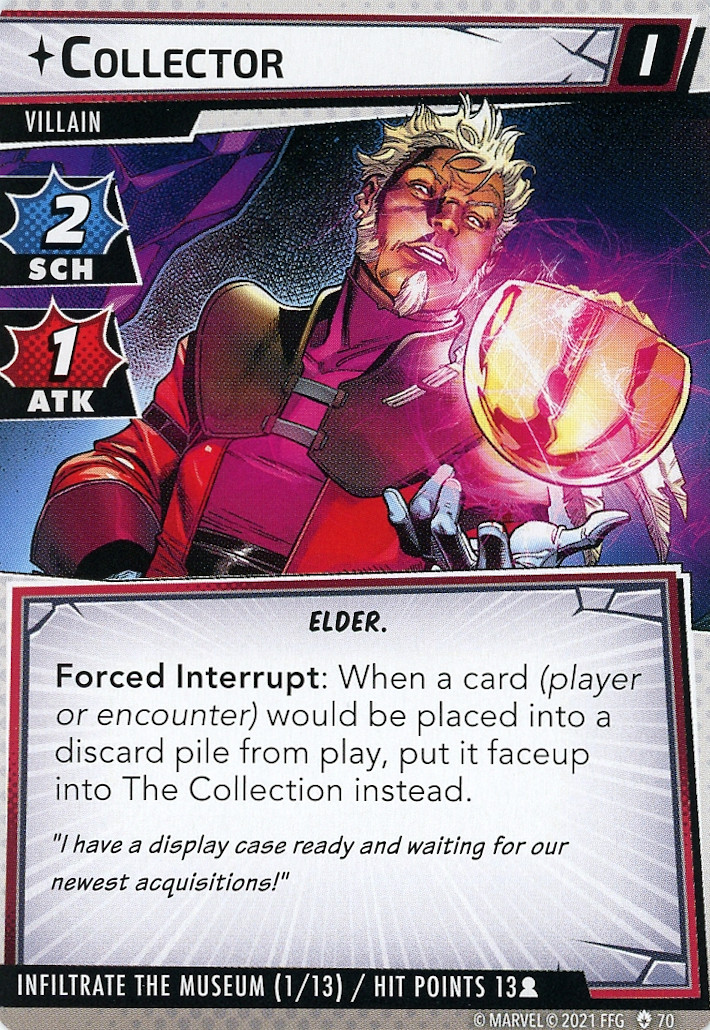 COLLECTOR
I
VILLAIN
2
SCH
1
ATK
ELDER.
Forced Interrupt: When a card (player
or encounter) would be placed into a
discard pile from play, put it faceup
into The Collection instead.
"I have a display case ready and waiting for our
newest acquisitions!"
INFILTRATE THE MUSEUM (1/13) / HIT POINTS 13
© MARVEL © 2021 FFG 70